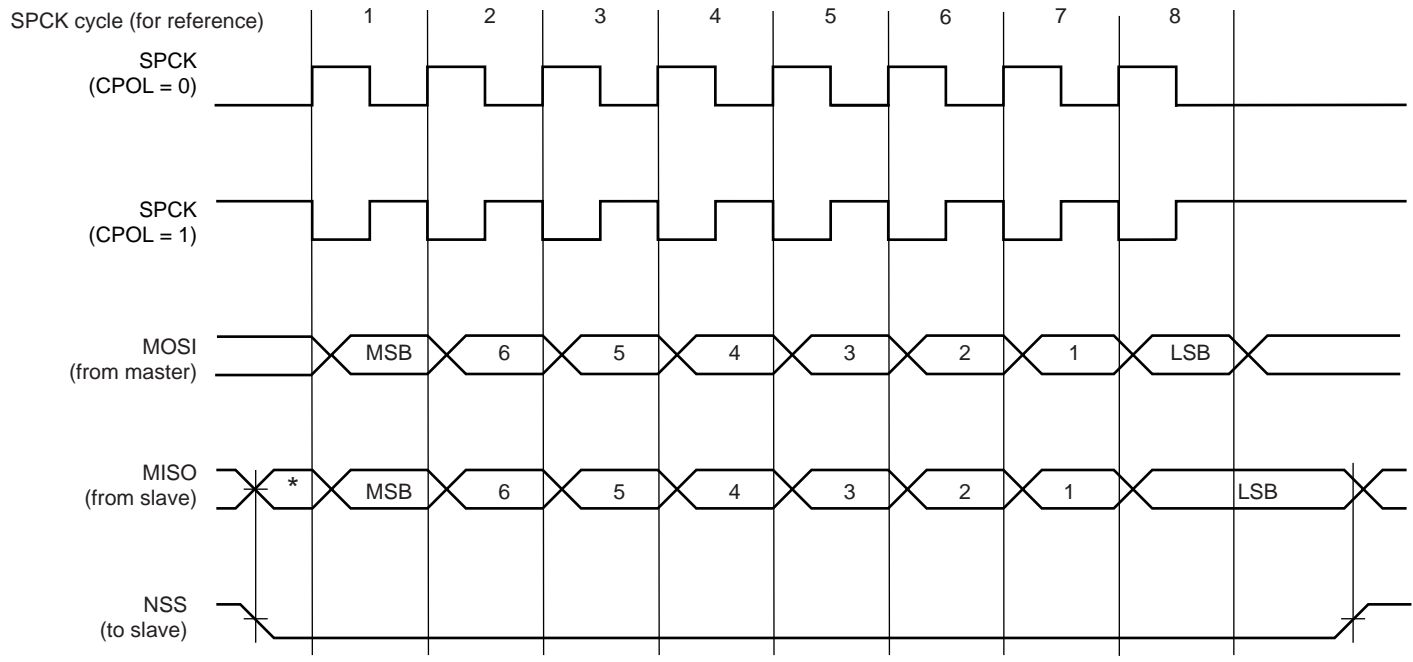 SPCK cycle (for reference) 1 2 3 4 5 6 7 8
SPCK
(CPOL = 0)
SPCK
(CPOL = 1)
MOSI
(from master)
MSB 6 5 4 3 2 1 LSB
MISO
(from slave)
* MSB 6 5 4 3 2 1 LSB
NSS
(to slave)